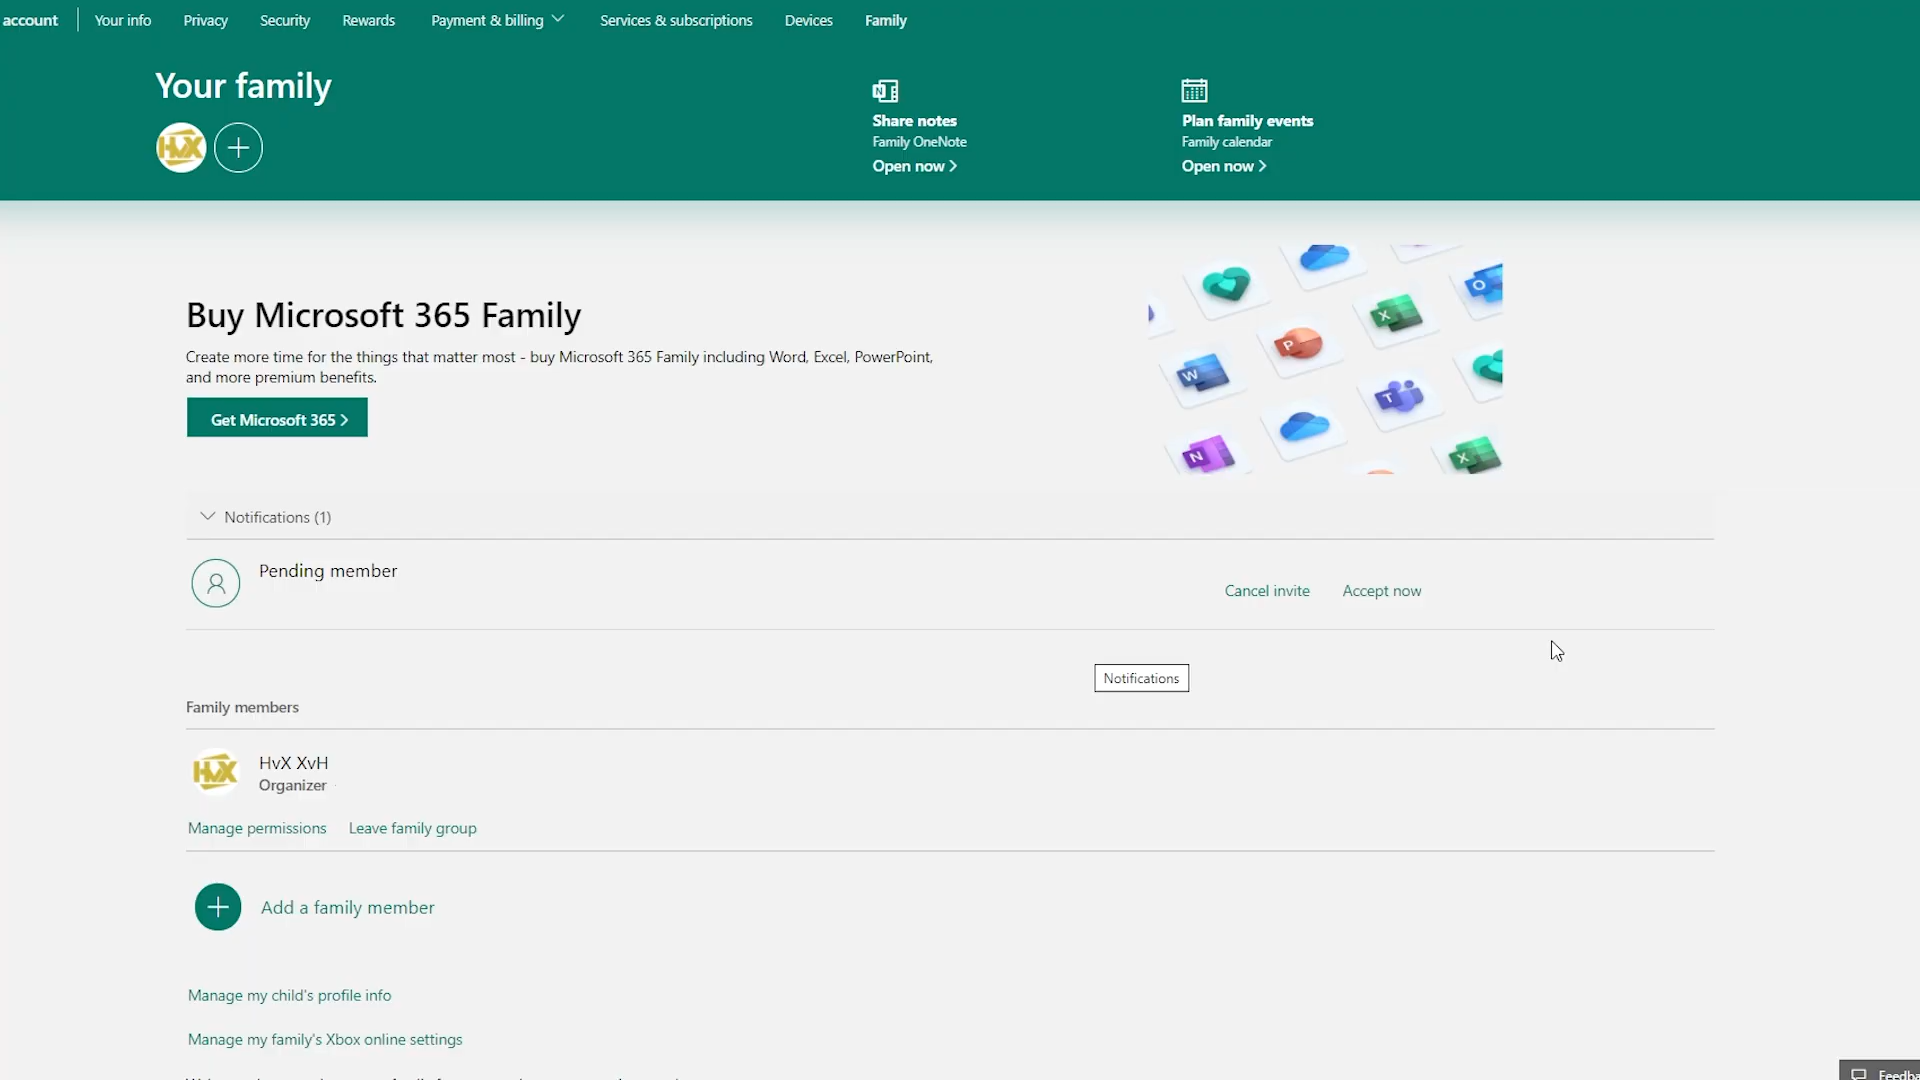 account
Your info
Privacy
Security
Rewards
Payment & billing
Services & subscriptions
Devices
Family
Your family
HvX
Share notes
Family OneNote
Open now
Plan family events
Family calendar
Open now
Buy Microsoft 365 Family
Create more time for the things that matter most - buy Microsoft 365 Family including Word, Excel, PowerPoint,
and more premium benefits.
Get Microsoft 365
Notifications (1)
Pending member
Cancel invite
Accept now
Notifications
Family members
HvX
HvX XvH
Organizer
Manage permissions
Leave family group
Add a family member
Manage my child's profile info
Manage my family's Xbox online settings